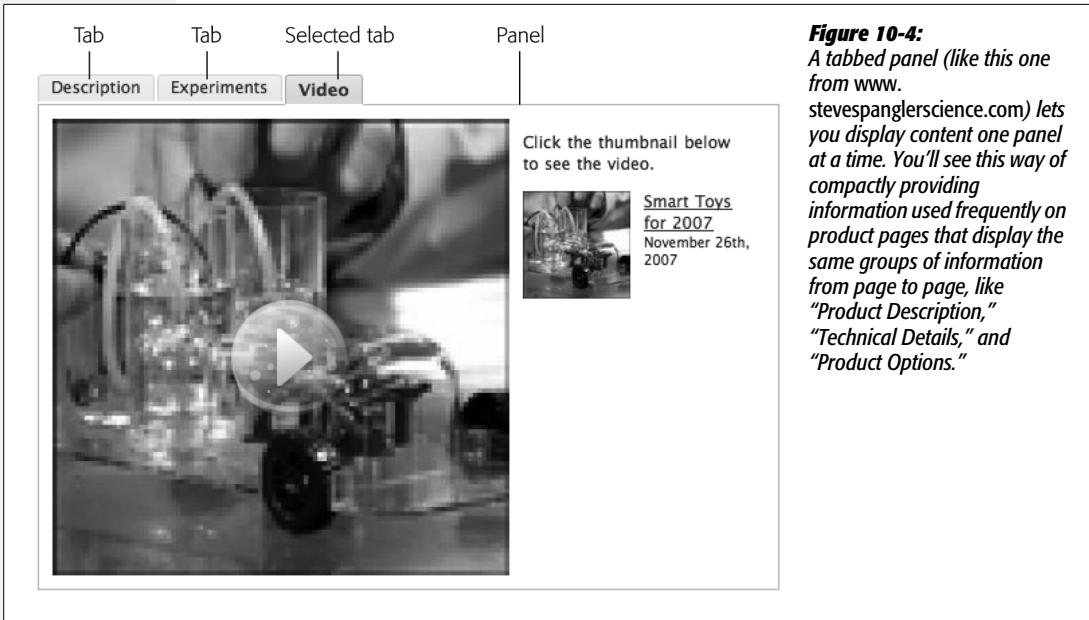 Tab Tab Selected tab Panel
Description Experiments Video
Click the thumbnail below
to see the video.
Smart Toys
for 2007
November 26th,
2007
Figure 10-4:
A tabbed panel (like this one
from www.
stevespanglerscience.com) lets
you display content one panel
at a time. You’ll see this way of
compactly providing
information used frequently on
product pages that display the
same groups of information
from page to page, like
“Product Description,”
“Technical Details,” and
“Product Options.”